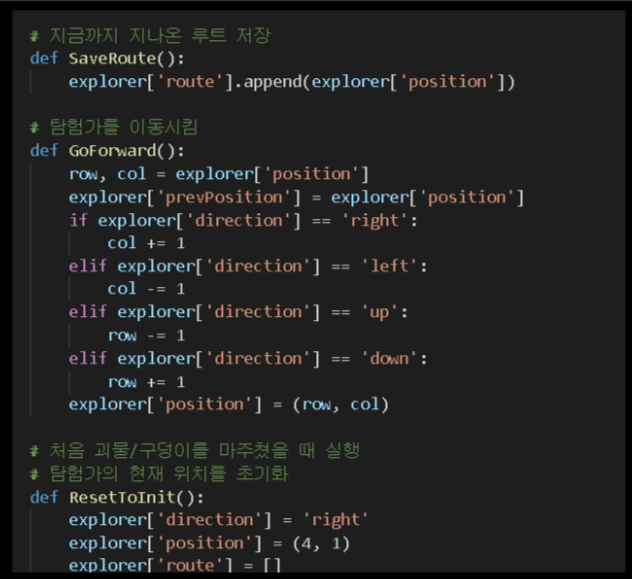 # 지금까지 지나온 루트 저장
def SaveRoute():
    explorer['route'].append(explorer['position'])

# 탐험가를 이동시킴
def GoForward():
    row, col = explorer['position']
    explorer['prevPosition'] = explorer['position']
    if explorer['direction'] == 'right':
        col += 1
    elif explorer['direction'] == 'left':
        col -= 1
    elif explorer['direction'] == 'up':
        row -= 1
    elif explorer['direction'] == 'down':
        row += 1
    explorer['position'] = (row, col)

# 처음 괴물/구덩이를 마주쳤을 때 실행
# 탐험가의 현재 위치를 초기화
def ResetToInit():
    explorer['direction'] = 'right'
    explorer['position'] = (4, 1)
    explorer['route'] = []